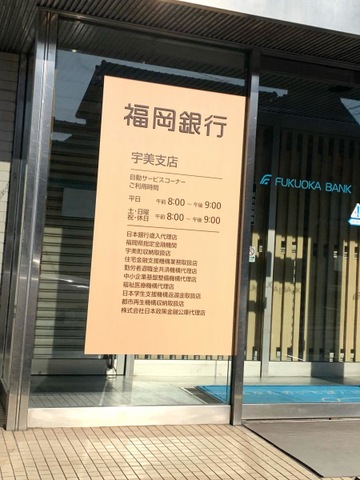 福岡銀行
宇美支店
自動サービスコーナー
ご利用時間
平日 午前8:00〜午後9:00
土・日曜
祝・休日 午前8:00〜午後9:00
日本銀行歳入代理店
福岡県指定金融機関
宇美町収納取扱店
住宅金融支援機構業務取扱店
勤労者退職金共済機構代理店
中小企業基盤整備機構代理店
福祉医療機構代理店
日本学生支援機構返還金取扱店
都市再生機構収納取扱店
株式会社日本政策金融公庫代理店
FUKUOKA BANK